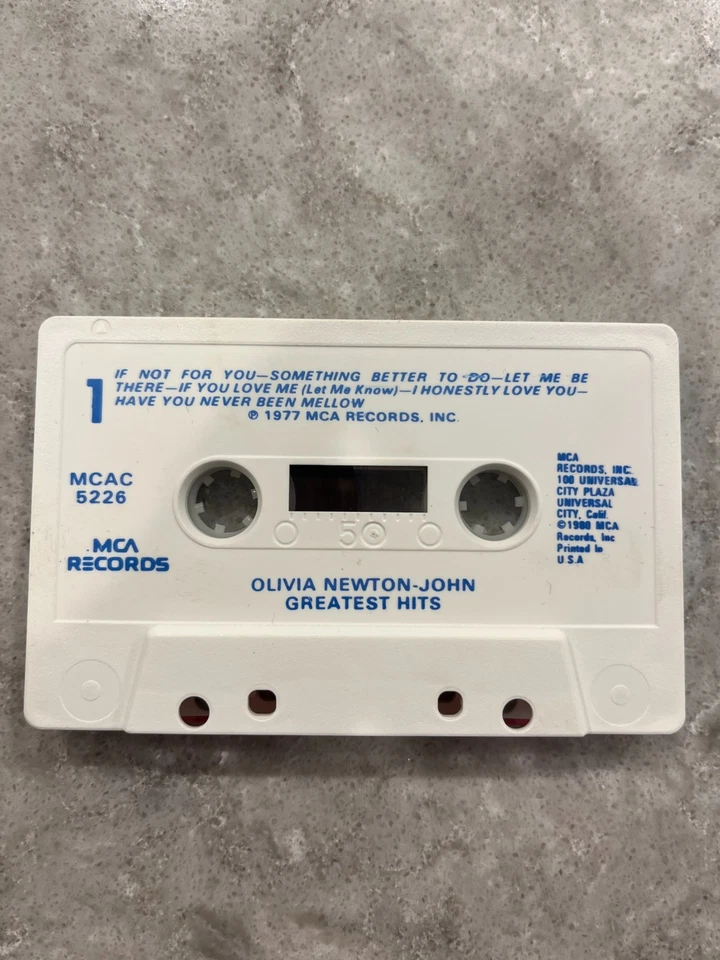 1
IF NOT FOR YOU—SOMETHING BETTER TO DO—LET ME BE
THERE—IF YOU LOVE ME (Let Me Know)—I HONESTLY LOVE YOU—
HAVE YOU NEVER BEEN MELLOW
℗ 1977 MCA RECORDS, INC.
MCAC
5226
MCA
RECORDS
MCA
RECORDS, INC.
100 UNIVERSAL
CITY PLAZA
UNIVERSAL
CITY, Calif.
©1980 MCA
Records, Inc
Printed In
U S A
50
OLIVIA NEWTON-JOHN
GREATEST HITS